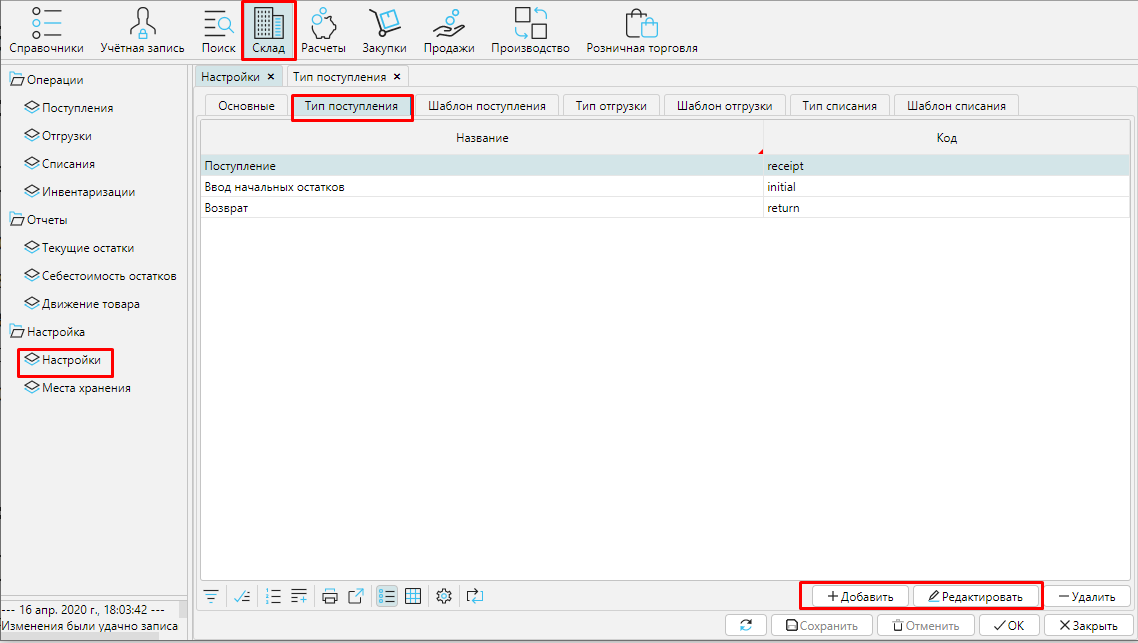 Справочники Учётная запись Поиск Склад Расчеты Закупки Продажи Производство Розничная торговля
Операции
Поступления
Отгрузки
Списания
Инвентаризации
Отчеты
Текущие остатки
Себестоимость остатков
Движение товара
Настройка
Настройки
Места хранения
--- 16 апр. 2020 г., 18:03:42 ---
Изменения были удачно записа
Настройки × Тип поступления ×
Основные Тип поступления Шаблон поступления Тип отгрузки Шаблон отгрузки Тип списания Шаблон списания
Название Код
Поступление receipt
Ввод начальных остатков initial
Возврат return
Добавить Редактировать Удалить
Сохранить Отменить ОК Закрыть